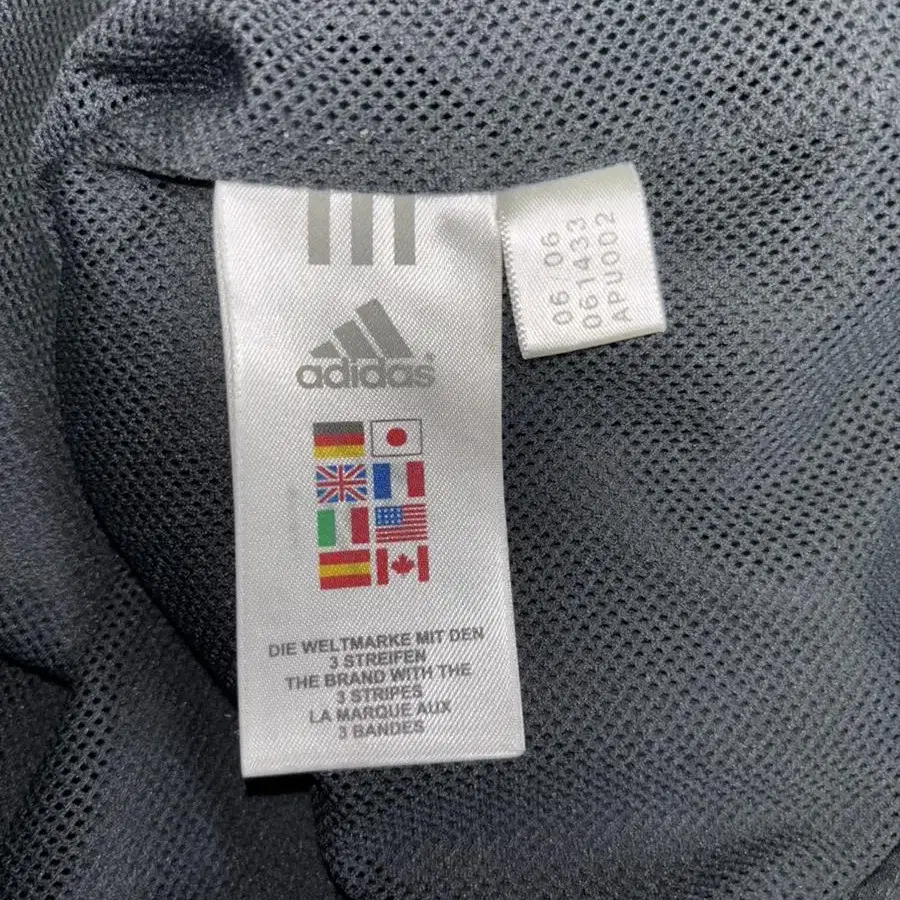 adidas®
DIE WELTMARKE MIT DEN
3 STREIFEN
THE BRAND WITH THE
3 STRIPES
LA MARQUE AUX
3 BANDES
06 06
061433
APU002